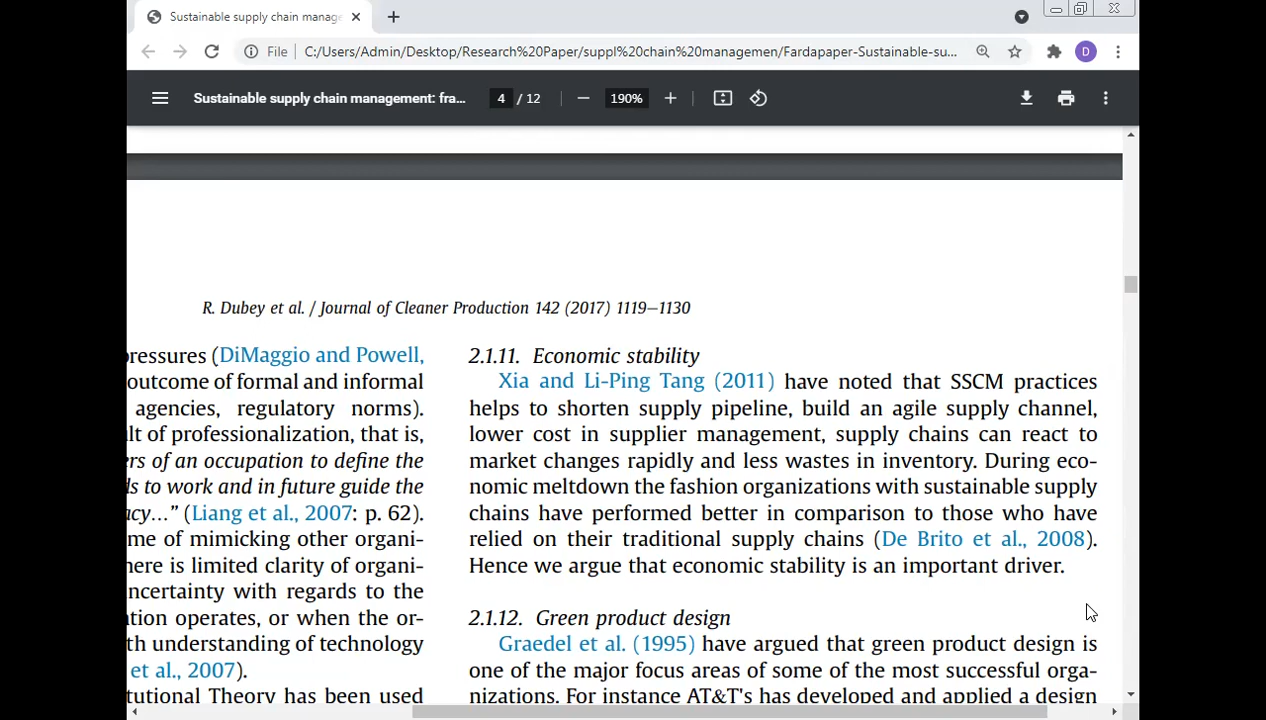 Sustainable supply chain manage
File
C:/Users/Admin/Desktop/Research%20Paper/suppl%20chain%20managemen/Fardapaper-Sustainable-su...
D
Sustainable supply chain management: fra...
4 / 12
190%
R. Dubey et al. / Journal of Cleaner Production 142 (2017) 1119–1130
pressures (DiMaggio and Powell,
outcome of formal and informal
agencies, regulatory norms).
lt of professionalization, that is,
ers of an occupation to define the
ds to work and in future guide the
acy…” (Liang et al., 2007: p. 62).
me of mimicking other organi-
here is limited clarity of organi-
ncertainty with regards to the
ation operates, or when the or-
th understanding of technology
et al., 2007).
tutional Theory has been used
2.1.11. Economic stability
Xia and Li-Ping Tang (2011) have noted that SSCM practices
helps to shorten supply pipeline, build an agile supply channel,
lower cost in supplier management, supply chains can react to
market changes rapidly and less wastes in inventory. During eco-
nomic meltdown the fashion organizations with sustainable supply
chains have performed better in comparison to those who have
relied on their traditional supply chains (De Brito et al., 2008).
Hence we argue that economic stability is an important driver.
2.1.12. Green product design
Graedel et al. (1995) have argued that green product design is
one of the major focus areas of some of the most successful orga-
nizations. For instance AT&T's has developed and applied a design